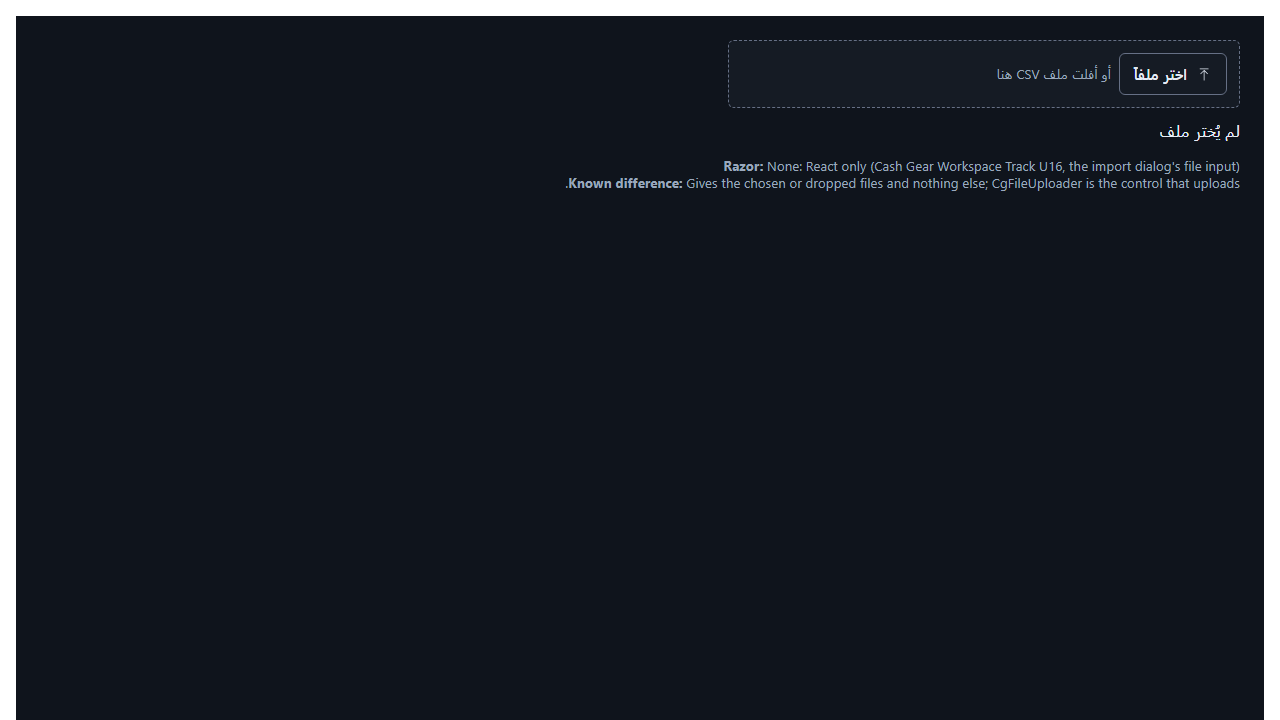 اختر ملفاً
أو أفلت ملف CSV هنا
لم يُختر ملف
Razor: None: React only (Cash Gear Workspace Track U16, the import dialog's file input)
Known difference: Gives the chosen or dropped files and nothing else; CgFileUploader is the control that uploads.